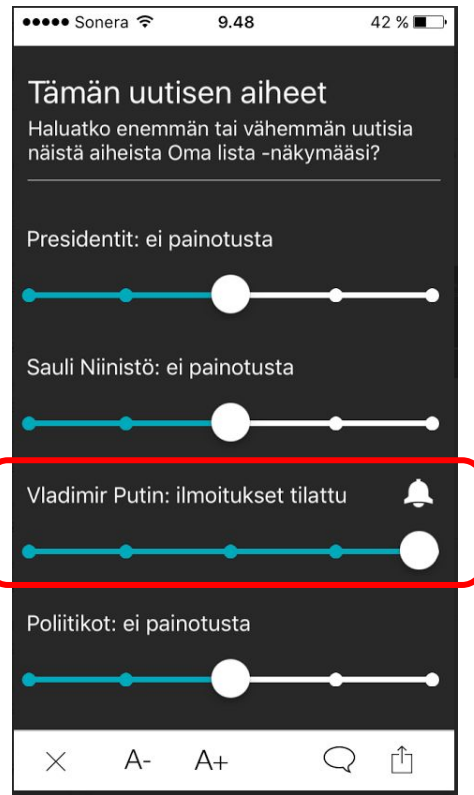 Sonera 9.48 42 %
Tämän uutisen aiheet
Haluatko enemmän tai vähemmän uutisia
näistä aiheista Oma lista -näkymääsi?
Presidentit: ei painotusta
Sauli Niinistö: ei painotusta
Vladimir Putin: ilmoitukset tilattu
Poliitikot: ei painotusta
A- A+